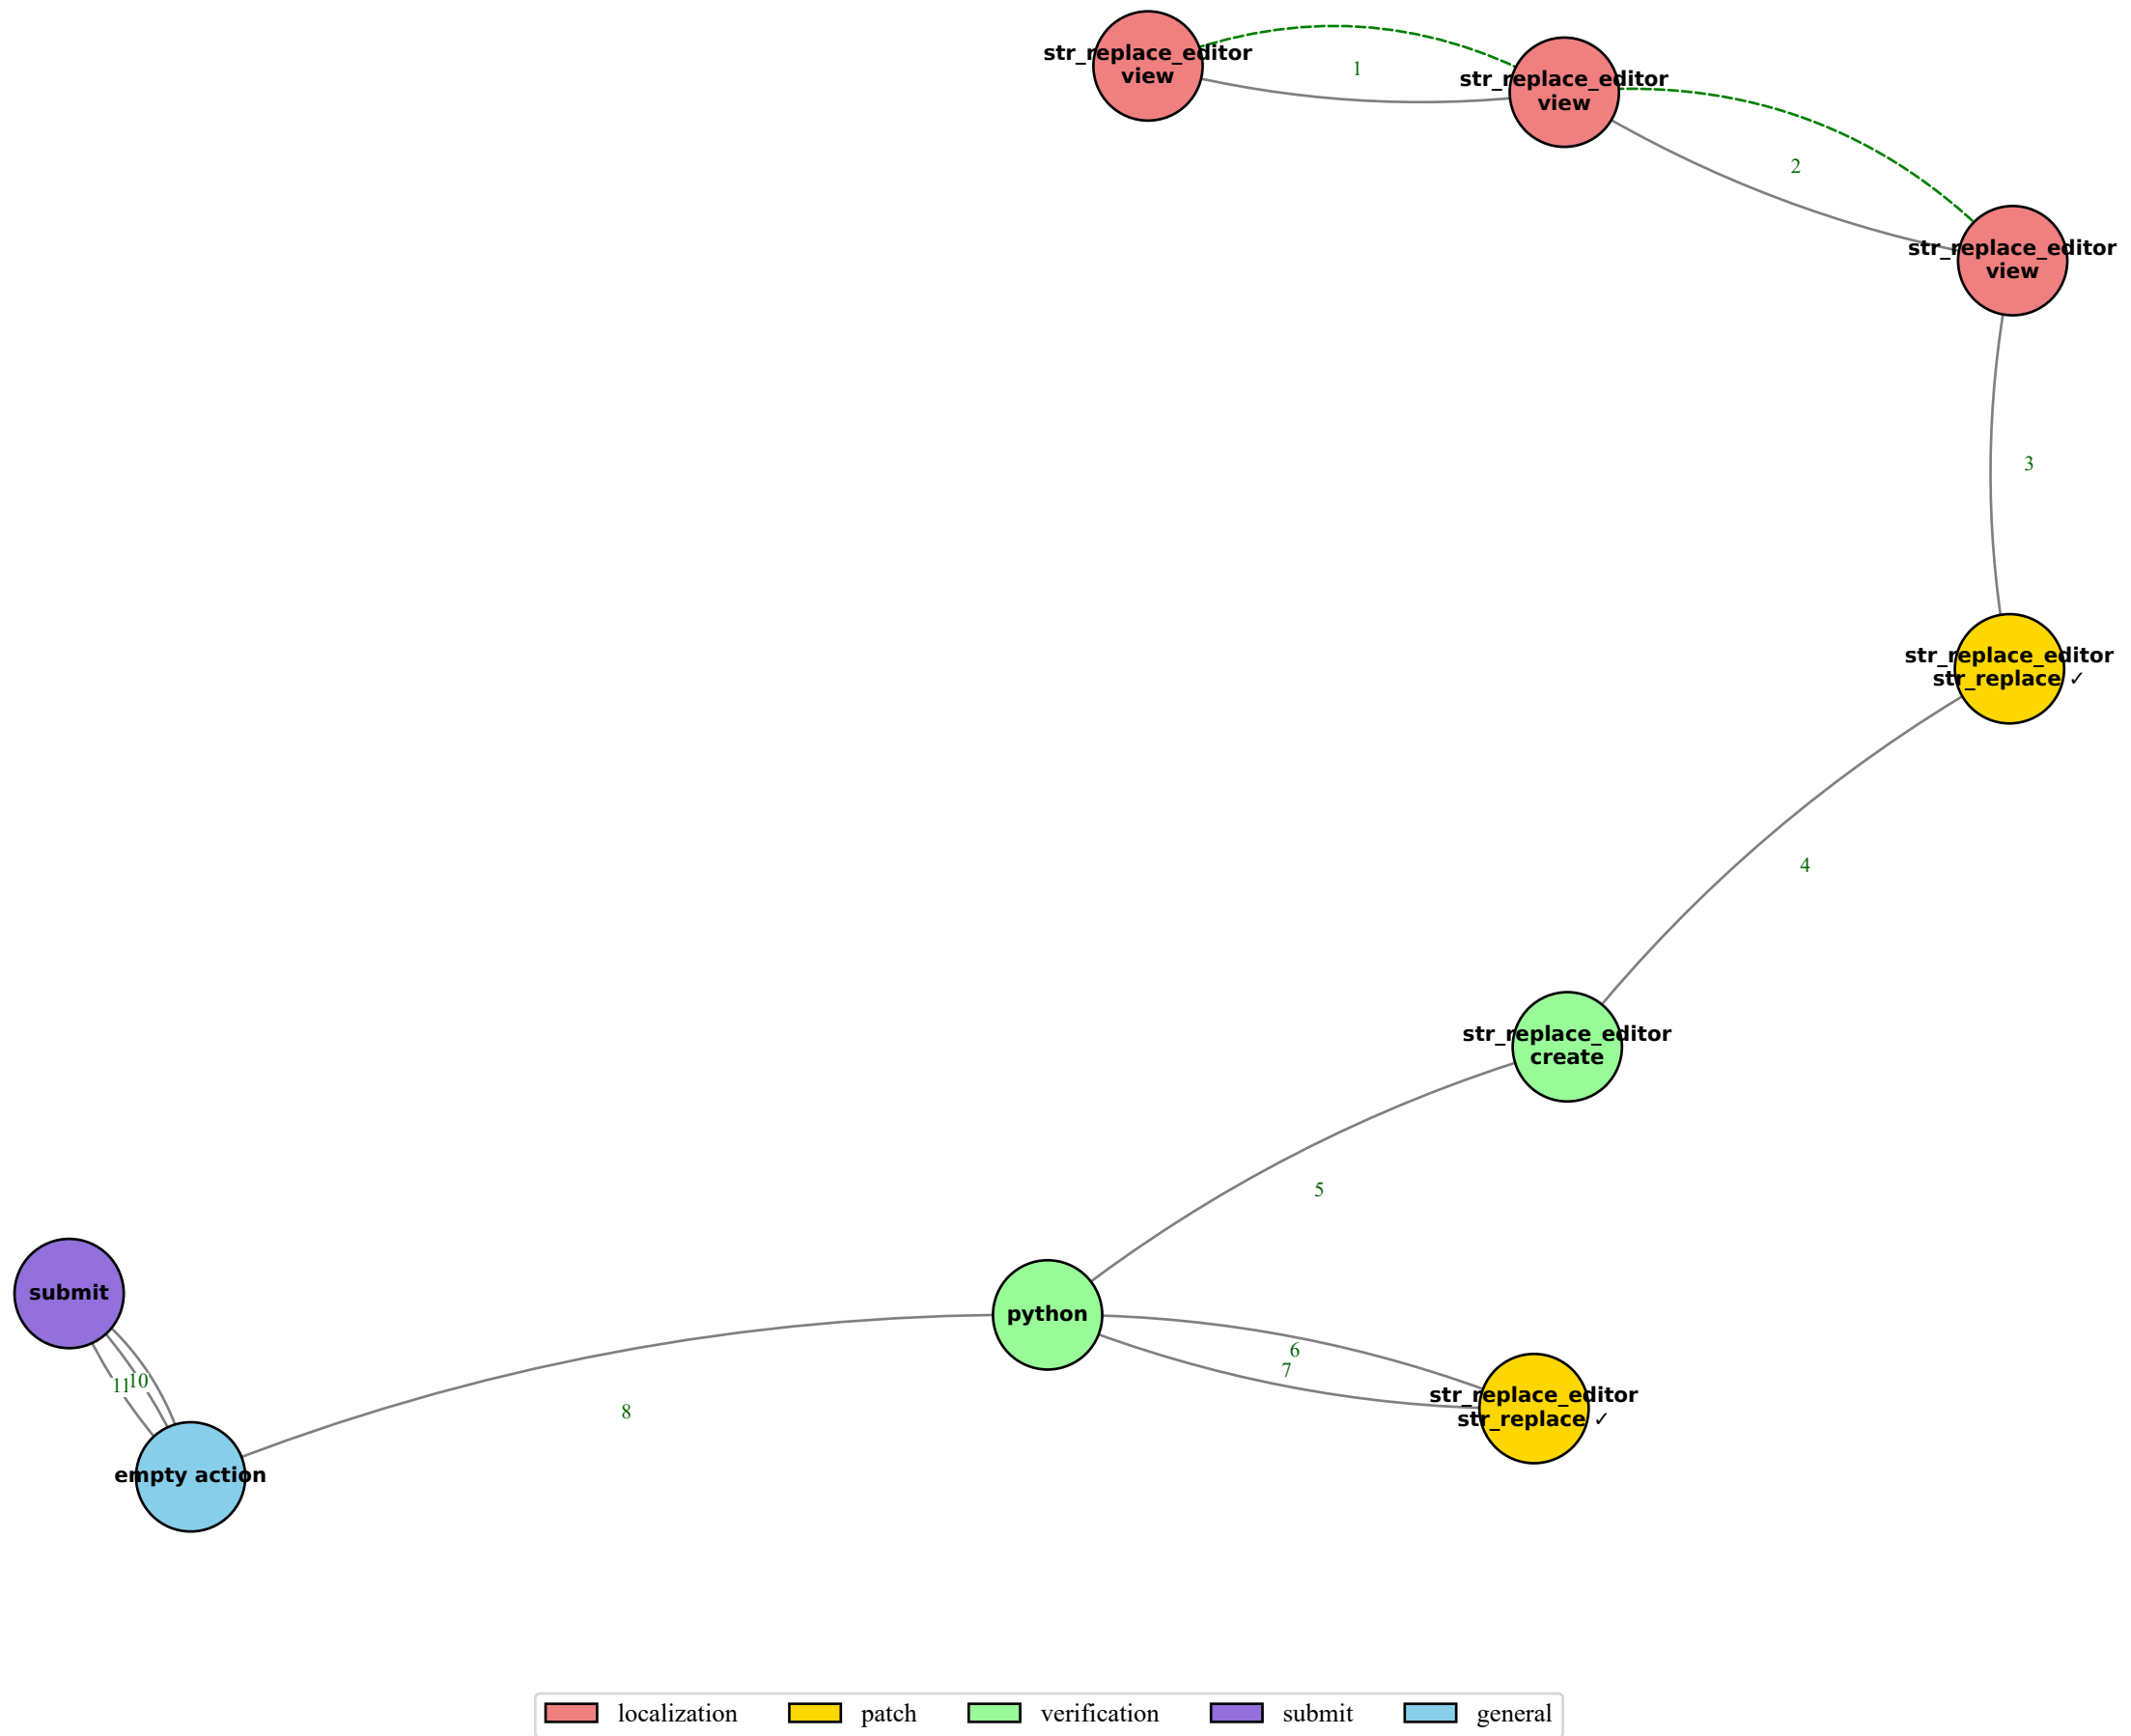 str_replace_editor
view
1
str_replace_editor
view
2
str_replace_editor
view
3
str_replace_editor
str_replace ✓
4
str_replace_editor
create
5
submit
python
6
7
11
10
str_replace_editor
str_replace ✓
8
empty action
localization
patch
verification
submit
general